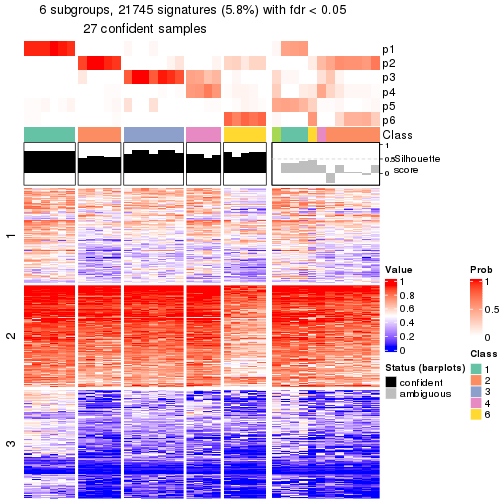 6 subgroups, 21745 signatures (5.8%) with fdr < 0.05
27 confident samples
p1
p2
p3
p4
p5
p6
Class
1
0.5
0
Silhouette
score
1
2
3
Value
1
0.8
0.6
0.4
0.2
0
Status (barplots)
confident
ambiguous
Prob
1
0.5
0
Class
1
2
3
4
6